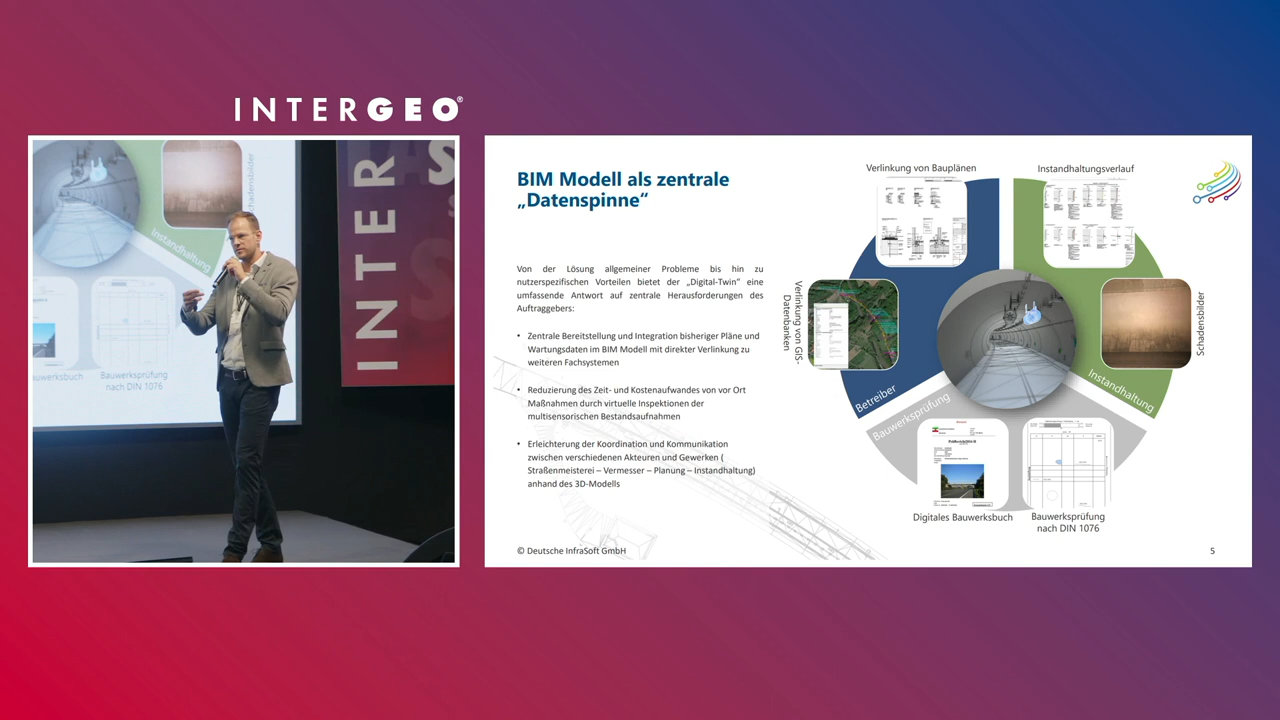 INTERGEO®
INTER
Schadensbilder
Instandhaltung
Bauwerksprüfung
nach DIN 1076
BIM Modell als zentrale
„Datenspinne“
Von der Lösung allgemeiner Probleme bis hin zu
nutzerspezifischen Vorteilen bietet der „Digital-Twin“ eine
umfassende Antwort auf zentrale Herausforderungen des
Auftraggebers:
• Zentrale Bereitstellung und Integration bisheriger Pläne und
Wartungsdaten im BIM Modell mit direkter Verlinkung zu
weiteren Fachsystemen
• Reduzierung des Zeit- und Kostenaufwandes von vor Ort
Maßnahmen durch virtuelle Inspektionen der
multisensorischen Bestandsaufnahmen
• Erleichterung der Koordination und Kommunikation
zwischen verschiedenen Akteuren und Gewerken (
Straßenmeisterei – Vermesser – Planung – Instandhaltung)
anhand des 3D-Modells
Verlinkung von Bauplänen
Instandhaltungsverlauf
Verlinkung von GIS-
Datenbanken
Schadensbilder
Betreiber
Instandhaltung
Bauwerksprüfung
Digitales Bauwerksbuch
Bauwerksprüfung
nach DIN 1076
© Deutsche InfraSoft GmbH
5